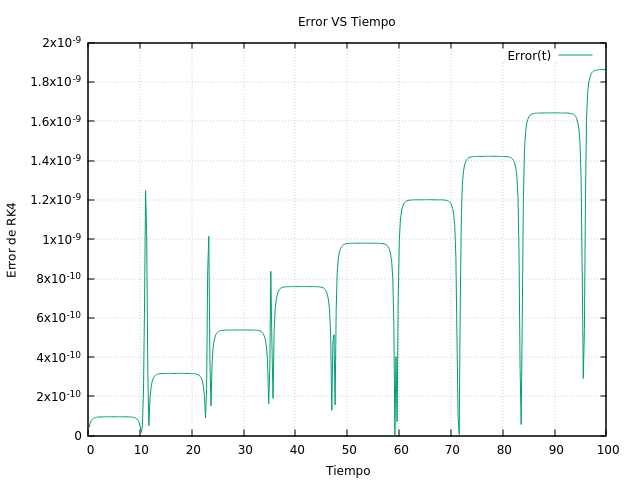 Error VS Tiempo
Error(t)
Error de RK4
2x10⁻⁹
1.8x10⁻⁹
1.6x10⁻⁹
1.4x10⁻⁹
1.2x10⁻⁹
1x10⁻⁹
8x10⁻¹⁰
6x10⁻¹⁰
4x10⁻¹⁰
2x10⁻¹⁰
0
0 10 20 30 40 50 60 70 80 90 100
Tiempo